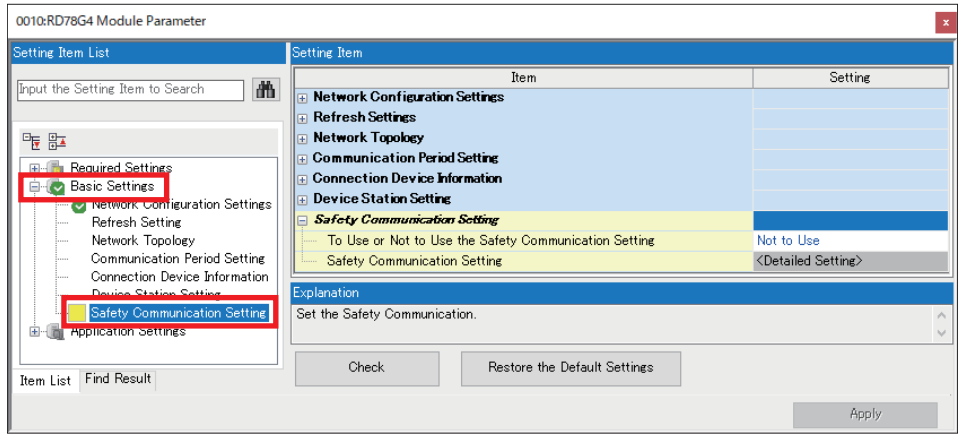 0010:RD78G4 Module Parameter
x
Setting Item List
Input the Setting Item to Search
Required Settings
Basic Settings
Network Configuration Settings
Refresh Setting
Network Topology
Communication Period Setting
Connection Device Information
Device Station Setting
Safety Communication Setting
Application Settings
Item List
Find Result
Setting Item
Item Setting
Network Configuration Settings
Refresh Settings
Network Topology
Communication Period Setting
Connection Device Information
Device Station Setting
Safety Communication Setting
To Use or Not to Use the Safety Communication Setting Not to Use
Safety Communication Setting <Detailed Setting>
Explanation
Set the Safety Communication.
Check Restore the Default Settings
Apply